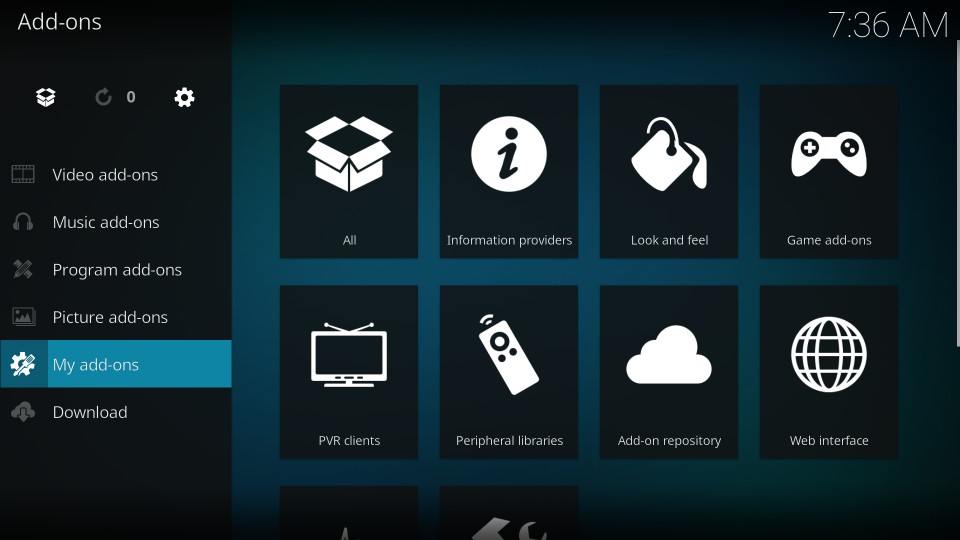 Add-ons
7:36 AM
0
Video add-ons
Music add-ons
Program add-ons
Picture add-ons
My add-ons
Download
All
Information providers
Look and feel
Game add-ons
PVR clients
Peripheral libraries
Add-on repository
Web interface